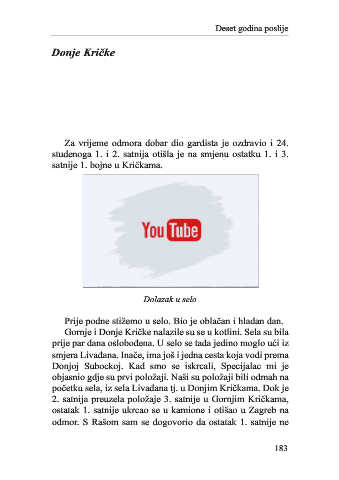 Deset godina poslije
Donje Kričke
Za vrijeme odmora dobar dio gardista je ozdravio i 24.
studenoga 1. i 2. satnija otišla je na smjenu ostatku 1. i 3.
satnije 1. bojne u Kričkama.
YouTube
Dolazak u selo
Prije podne stižemo u selo. Bio je oblačan i hladan dan.
Gornje i Donje Kričke nalazile su se u kotlini. Sela su bila
prije par dana oslobođena. U selo se tada jedino moglo ući iz
smjera Livađana. Inače, ima još i jedna cesta koja vodi prema
Donjoj Subockoj. Kad smo se iskrcali, Specijalac mi je
objasnio gdje su prvi položaji. Naši su položaji bili odmah na
početku sela, iz sela Livađana tj. u Donjim Kričkama. Dok je
2. satnija preuzela položaje 3. satnije u Gornjim Kričkama,
ostatak 1. satnije ukrcao se u kamione i otišao u Zagreb na
odmor. S Rašom sam se dogovorio da ostatak 1. satnije ne
183